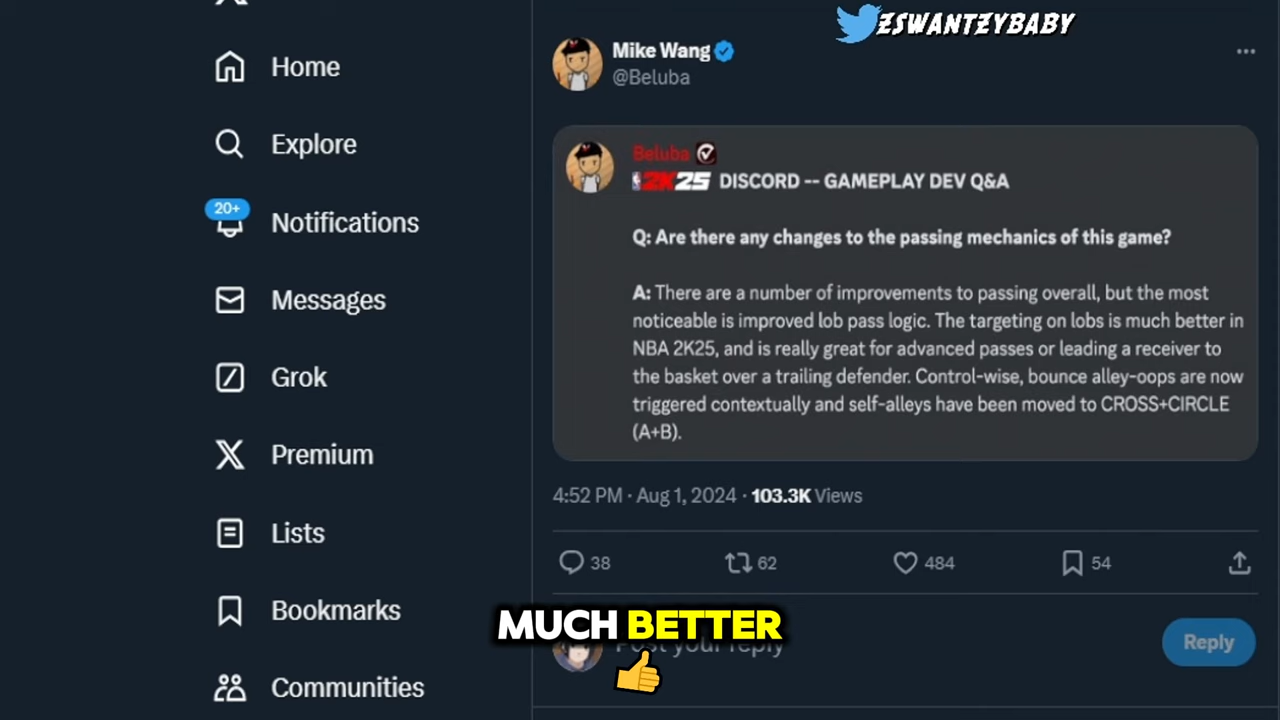 ZSWANTZYBABY
Home
Explore
20+
Notifications
Messages
Grok
Premium
Lists
Bookmarks
Communities
Mike Wang
@Beluba
Beluba
2K25 DISCORD -- GAMEPLAY DEV Q&A
Q: Are there any changes to the passing mechanics of this game?
A: There are a number of improvements to passing overall, but the most
noticeable is improved lob pass logic. The targeting on lobs is much better in
NBA 2K25, and is really great for advanced passes or leading a receiver to
the basket over a trailing defender. Control-wise, bounce alley-oops are now
triggered contextually and self-alleys have been moved to CROSS+CIRCLE
(A+B).
4:52 PM · Aug 1, 2024 · 103.3K Views
38 62 484 54
MUCH BETTER
Post your reply
Reply